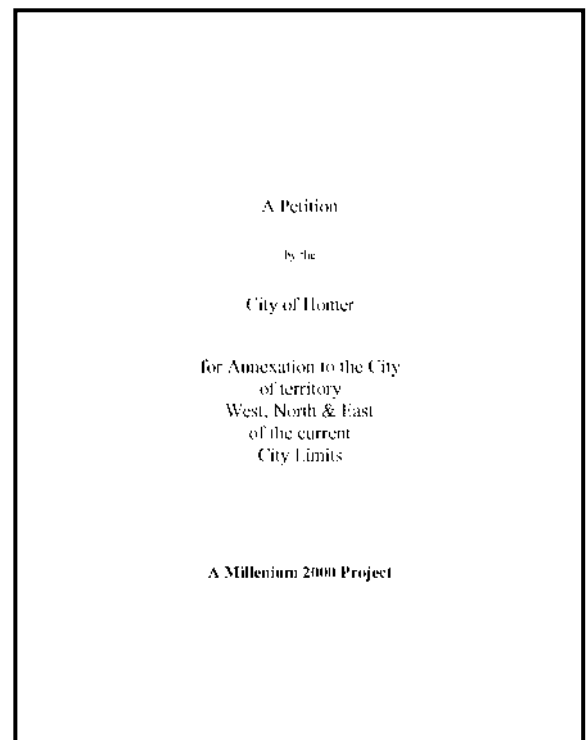 A Petition
by the
City of Homer
for Annexation to the City
of territory
West, North & East
of the current
City Limits
A Millenium 2000 Project